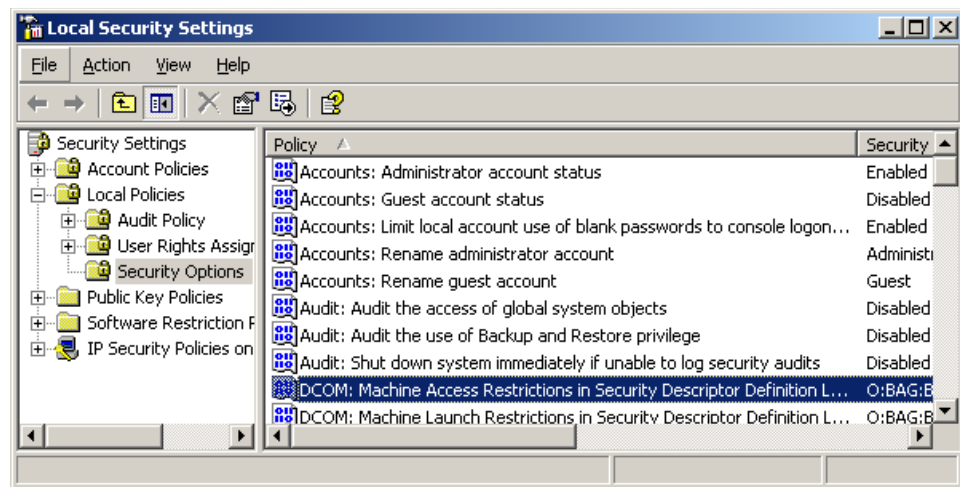 Local Security Settings
File Action View Help
Security Settings
Account Policies
Local Policies
Audit Policy
User Rights Assigr
Security Options
Public Key Policies
Software Restriction F
IP Security Policies on
Policy Security
Accounts: Administrator account status Enabled
Accounts: Guest account status Disabled
Accounts: Limit local account use of blank passwords to console logon... Enabled
Accounts: Rename administrator account Administr
Accounts: Rename guest account Guest
Audit: Audit the access of global system objects Disabled
Audit: Audit the use of Backup and Restore privilege Disabled
Audit: Shut down system immediately if unable to log security audits Disabled
DCOM: Machine Access Restrictions in Security Descriptor Definition L... O:BAG:B
DCOM: Machine Launch Restrictions in Security Descriptor Definition L... O:BAG:B